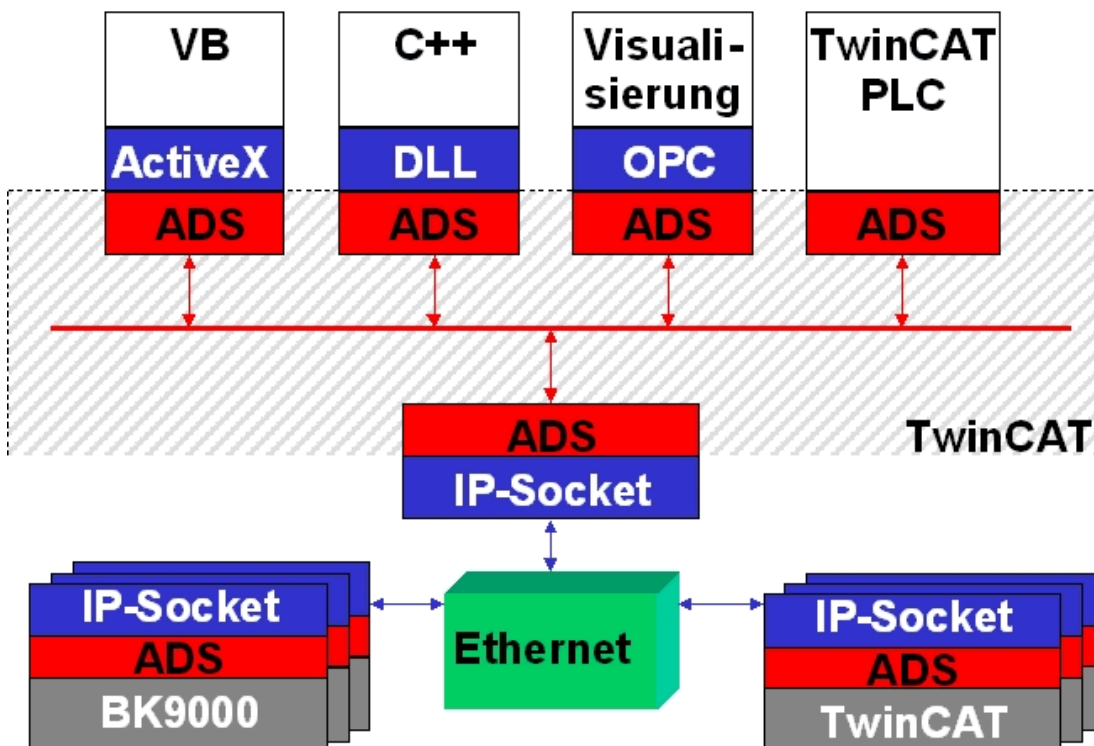 VB
ActiveX
ADS
C++
DLL
ADS
Visuali-
sierung
OPC
ADS
TwinCAT
PLC
ADS
TwinCAT
ADS
IP-Socket
IP-Socket
ADS
BK9000
Ethernet
IP-Socket
ADS
TwinCAT